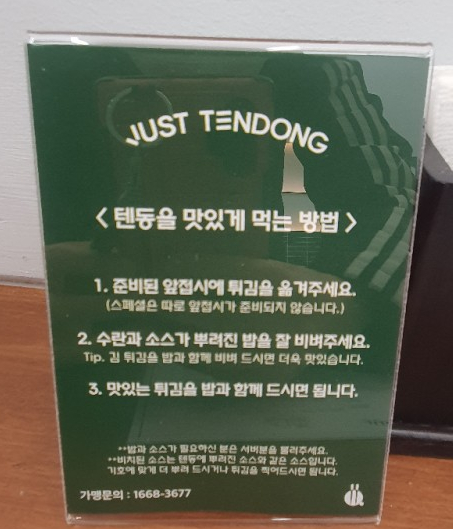 JUST TENDONG
< 텐동을 맛있게 먹는 방법 >
1. 준비된 앞접시에 튀김을 옮겨주세요.
(스페셜은 따로 앞접시가 준비되지 않습니다.)
2. 수란과 소스가 뿌려진 밥을 잘 비벼주세요.
Tip. 김 튀김을 밥과 함께 비벼 드시면 더욱 맛있습니다.
3. 맛있는 튀김을 밥과 함께 드시면 됩니다.
**밥과 소스가 필요하신 분은 서버분을 불러주세요.
**비치된 소스는 텐동에 뿌려진 소스와 같은 소스입니다.
기호에 맞게 더 뿌려 드시거나 튀김을 찍어드시면 됩니다.
가맹문의 : 1668-3677